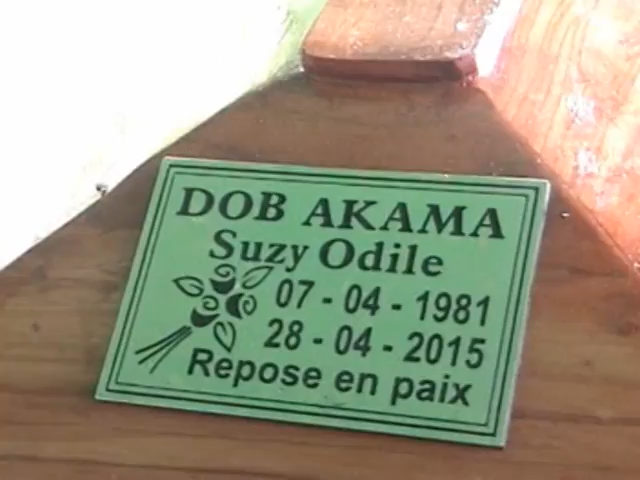 DOB AKAMA
Suzy Odile
07 - 04 - 1981
28 - 04 - 2015
Repose en paix